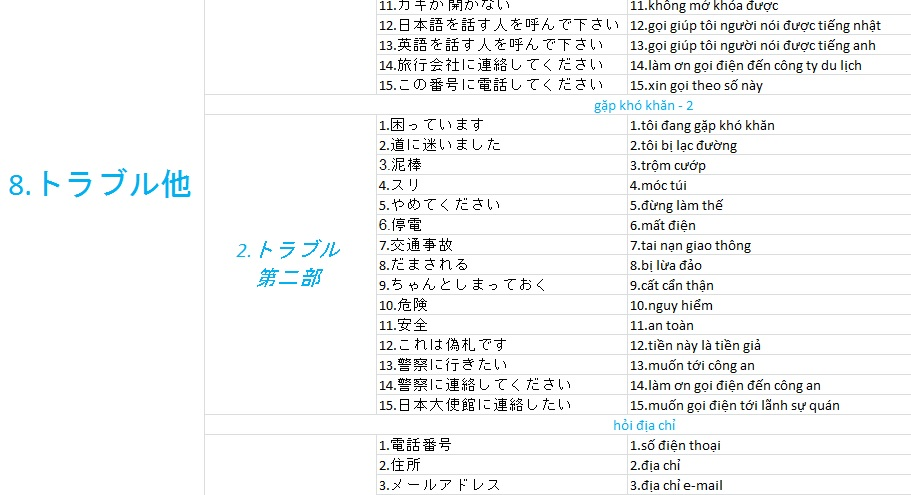 11.カギが開かない 11.không mở khóa được
12.日本語を話す人を呼んで下さい 12.gọi giúp tôi người nói được tiếng nhật
13.英語を話す人を呼んで下さい 13.gọi giúp tôi người nói được tiếng anh
14.旅行会社に連絡してください 14.làm ơn gọi điện đến công ty du lịch
15.この番号に電話してください 15.xin gọi theo số này
gặp khó khăn - 2
8.トラブル他
2.トラブル
第二部
1.困っています 1.tôi đang gặp khó khăn
2.道に迷いました 2.tôi bị lạc đường
3.泥棒 3.trộm cướp
4.スリ 4.móc túi
5.やめてください 5.đừng làm thế
6.停電 6.mất điện
7.交通事故 7.tai nạn giao thông
8.だまされる 8.bị lừa đảo
9.ちゃんとしまっておく 9.cất cẩn thận
10.危険 10.nguy hiểm
11.安全 11.an toàn
12.これは偽札です 12.tiền này là tiền giả
13.警察に行きたい 13.muốn tới công an
14.警察に連絡してください 14.làm ơn gọi điện đến công an
15.日本大使館に連絡したい 15.muốn gọi điện tới lãnh sự quán
hỏi địa chỉ
1.電話番号 1.số điện thoại
2.住所 2.địa chỉ
3.メールアドレス 3.địa chỉ e-mail